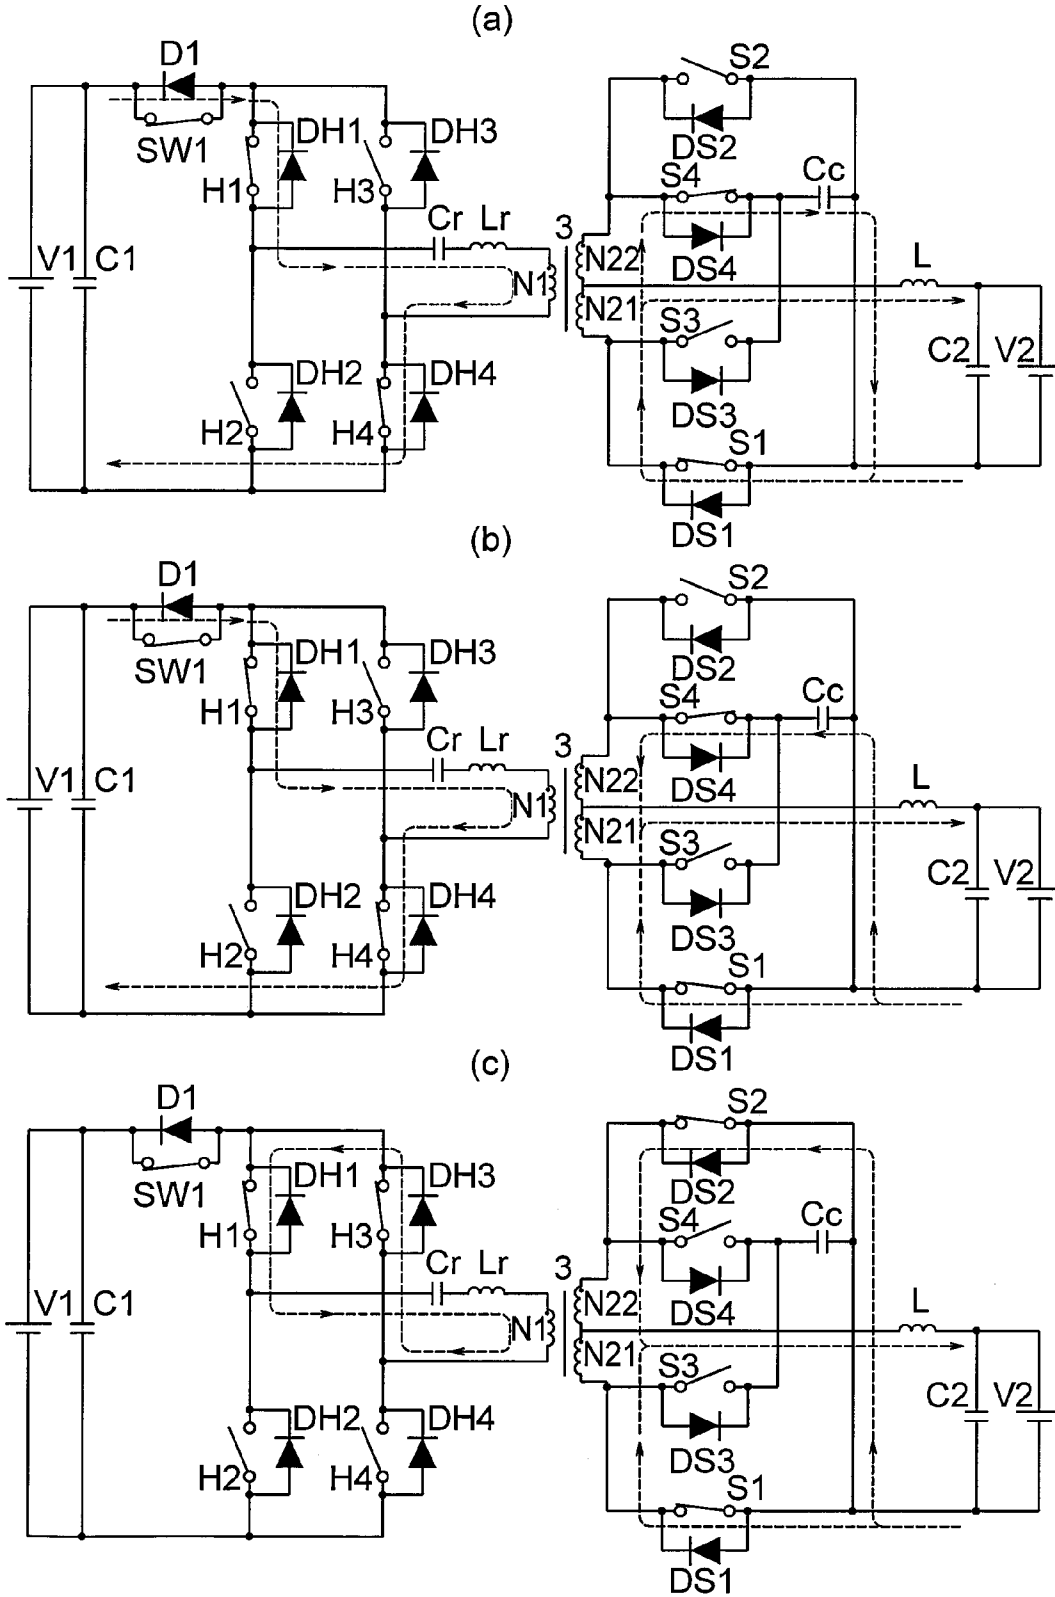 (a)
D1
SW1
DH1
DH3
H1
H3
V1
C1
Cr
Lr
N1
DH2
DH4
H2
H4
3
N22
N21
S2
DS2
S4
Cc
DS4
L
S3
DS3
C2
V2
S1
DS1
(b)
D1
SW1
DH1
DH3
H1
H3
V1
C1
Cr
Lr
N1
DH2
DH4
H2
H4
3
N22
N21
S2
DS2
S4
Cc
DS4
L
S3
DS3
C2
V2
S1
DS1
(c)
D1
SW1
DH1
DH3
H1
H3
V1
C1
Cr
Lr
N1
DH2
DH4
H2
H4
3
N22
N21
S2
DS2
S4
Cc
DS4
L
S3
DS3
C2
V2
S1
DS1